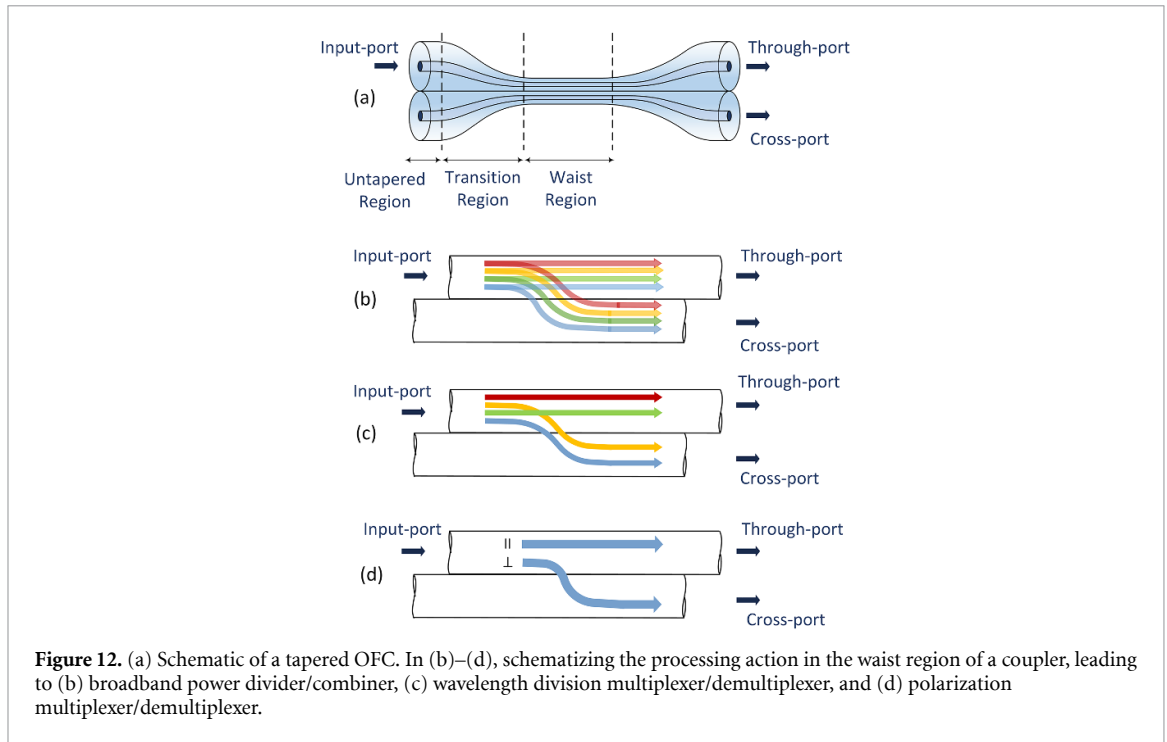 Input-port
Through-port
(a)
Cross-port
Untapered Region
Transition Region
Waist Region
Input-port
Through-port
(b)
Cross-port
Input-port
Through-port
(c)
Cross-port
Input-port
Through-port
||
⊥
(d)
Cross-port
Figure 12. (a) Schematic of a tapered OFC. In (b)–(d), schematizing the processing action in the waist region of a coupler, leading
to (b) broadband power divider/combiner, (c) wavelength division multiplexer/demultiplexer, and (d) polarization
multiplexer/demultiplexer.